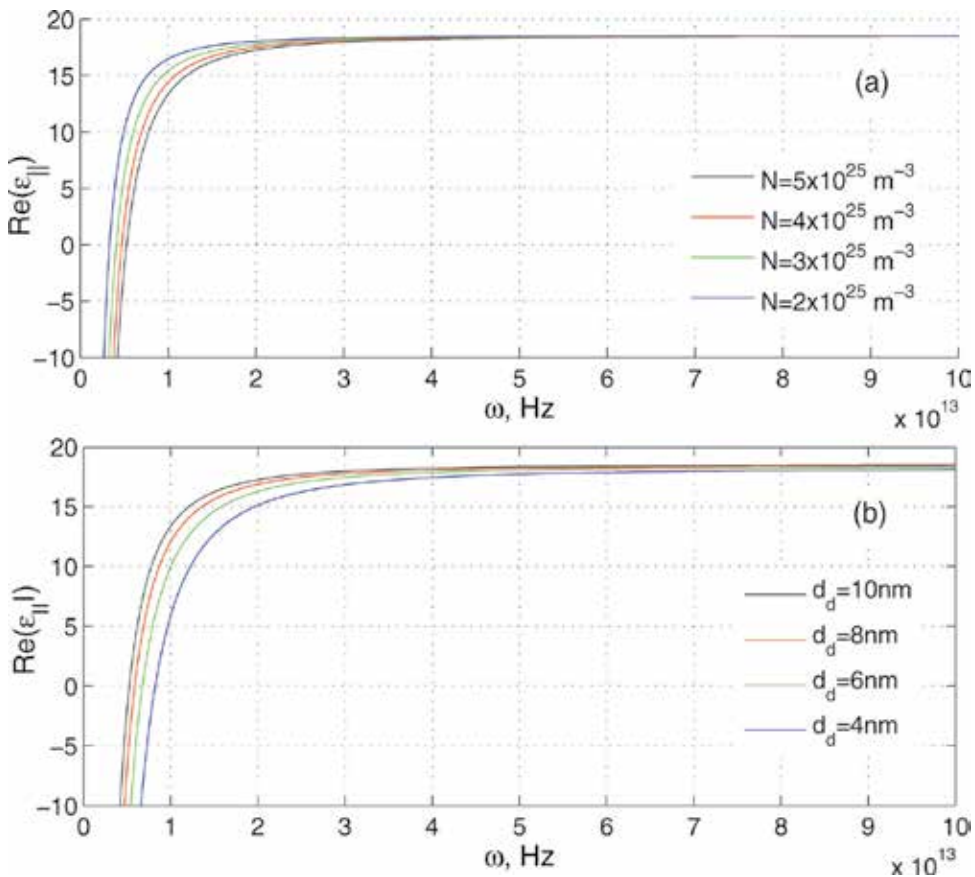 20
15
10
5
0
−5
−10
Re(ε||)
(a)
N=5x10^25 m^−3
N=4x10^25 m^−3
N=3x10^25 m^−3
N=2x10^25 m^−3
0 1 2 3 4 5 6 7 8 9 10
ω, Hz
x 10^13
20
15
10
5
0
−5
−10
Re(ε||l)
(b)
d_d=10nm
d_d=8nm
d_d=6nm
d_d=4nm
0 1 2 3 4 5 6 7 8 9 10
ω, Hz
x 10^13